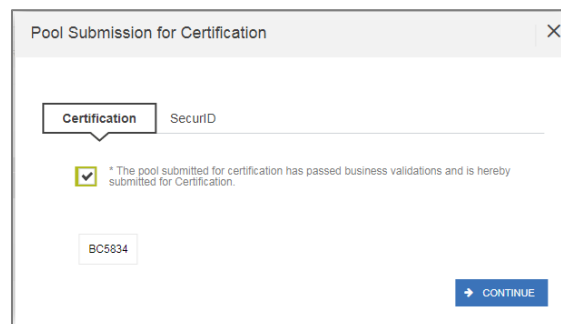 Pool Submission for Certification
Certification SecurID
* The pool submitted for certification has passed business validations and is hereby
submitted for Certification.
BC5834
CONTINUE